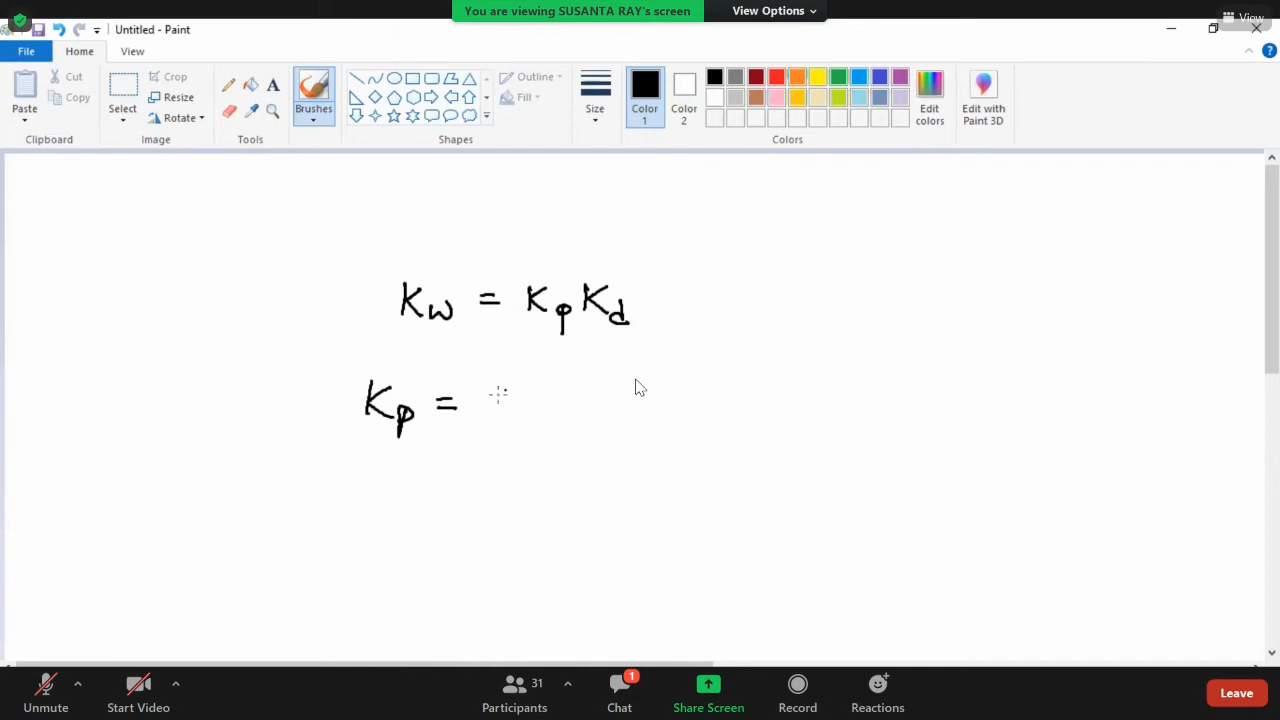 You are viewing SUSANTA RAY's screen View Options
View
Untitled - Paint
File Home View
Paste
Cut
Copy
Clipboard
Select
Crop
Resize
Rotate
Image
Tools
Brushes
Shapes
Outline
Fill
Size
Color 1
Color 2
Colors
Edit colors
Edit with Paint 3D
Kw = Kp Kd
Kp =
Unmute
Start Video
31
Participants
1
Chat
Share Screen
Record
Reactions
Leave